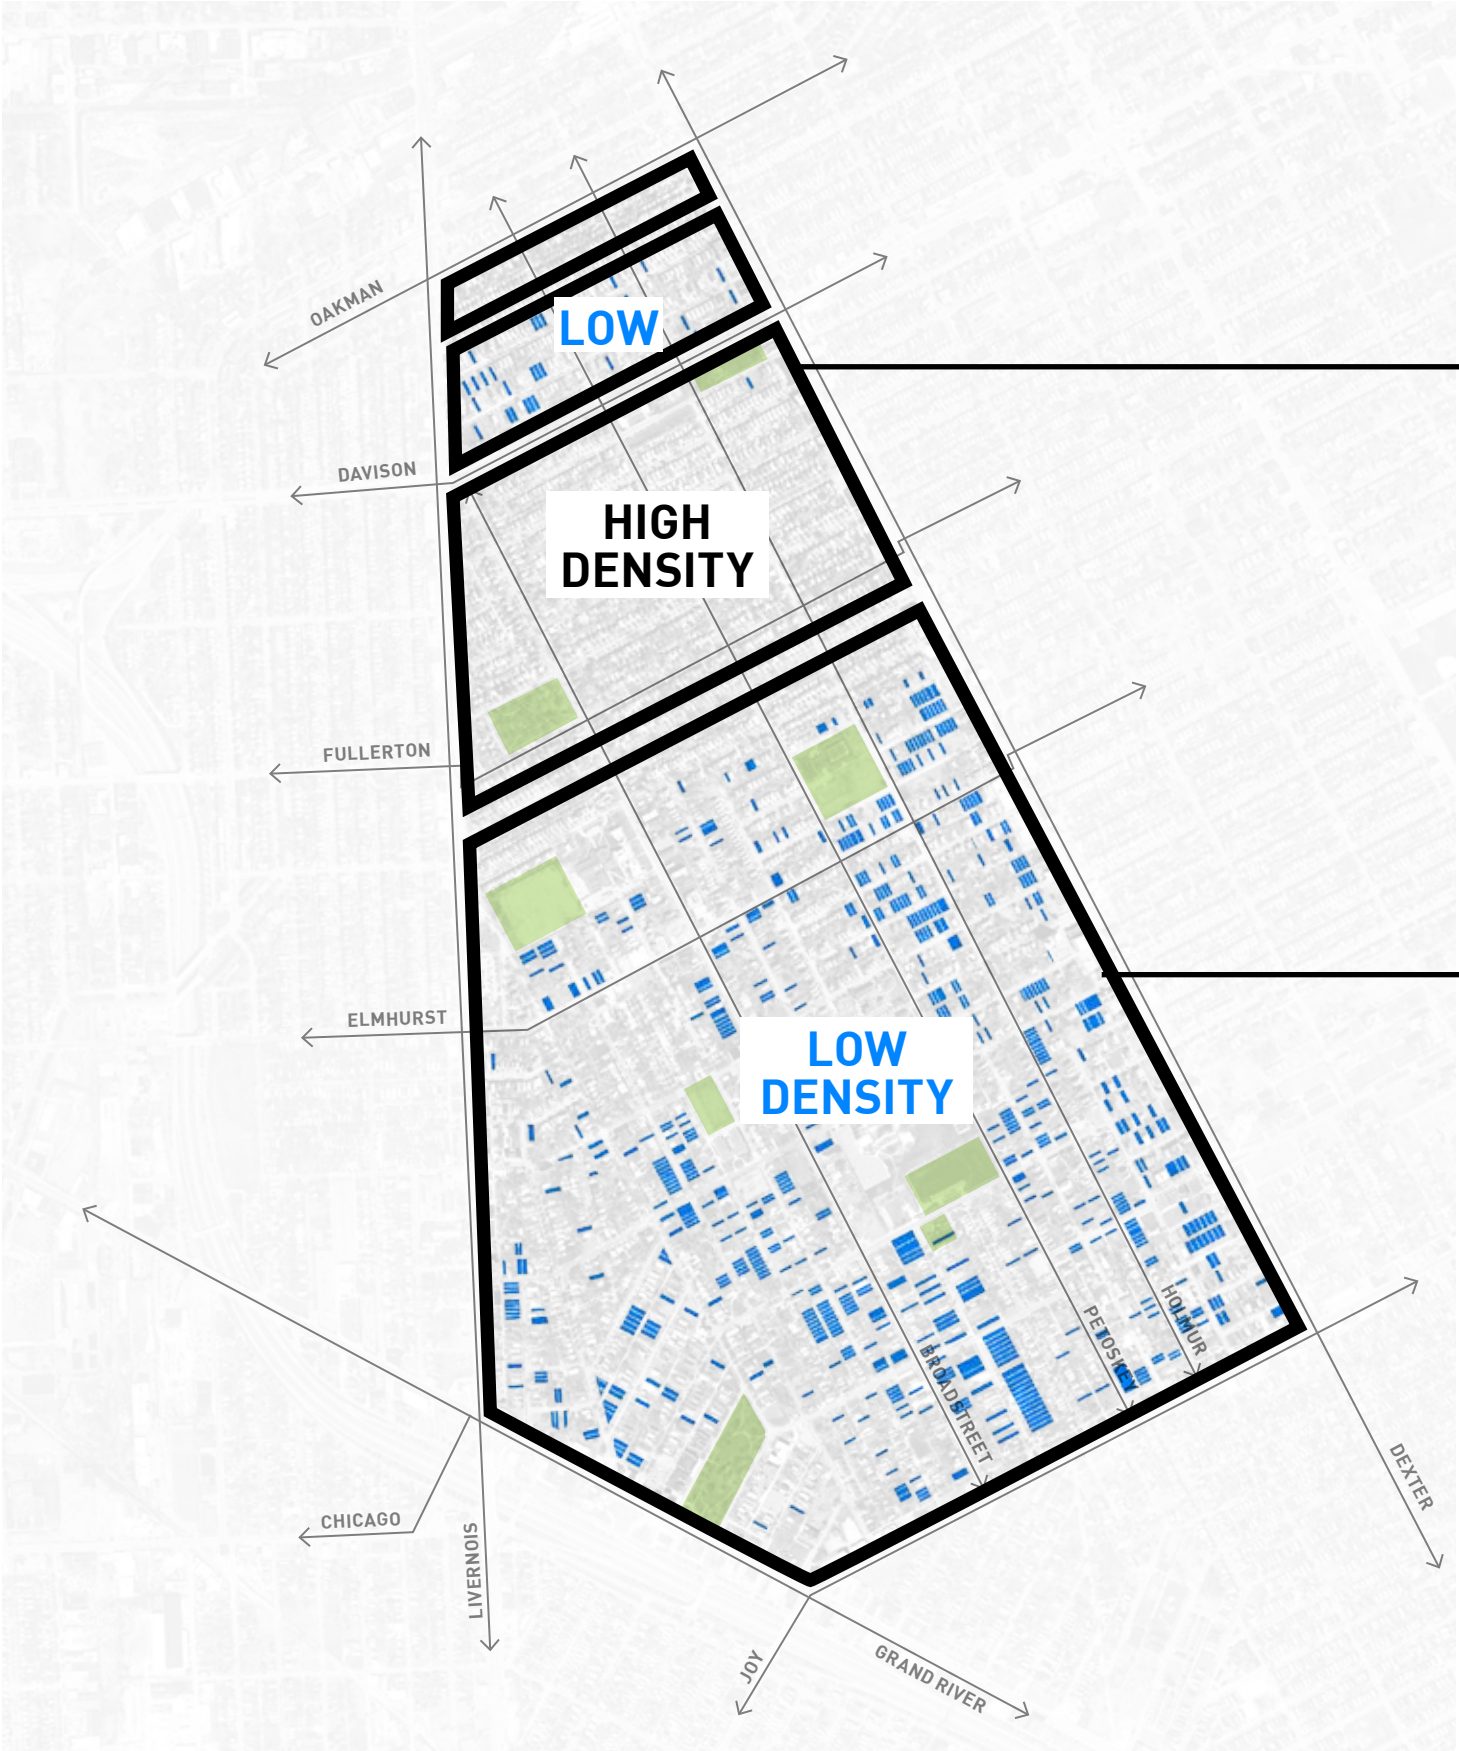 OAKMAN
LOW
DAVISON
HIGH
DENSITY
FULLERTON
ELMHURST
LOW
DENSITY
HOLMUR
PETOSKEY
BROADSTREET
DEXTER
CHICAGO
LIVERNOIS
JOY
GRAND RIVER